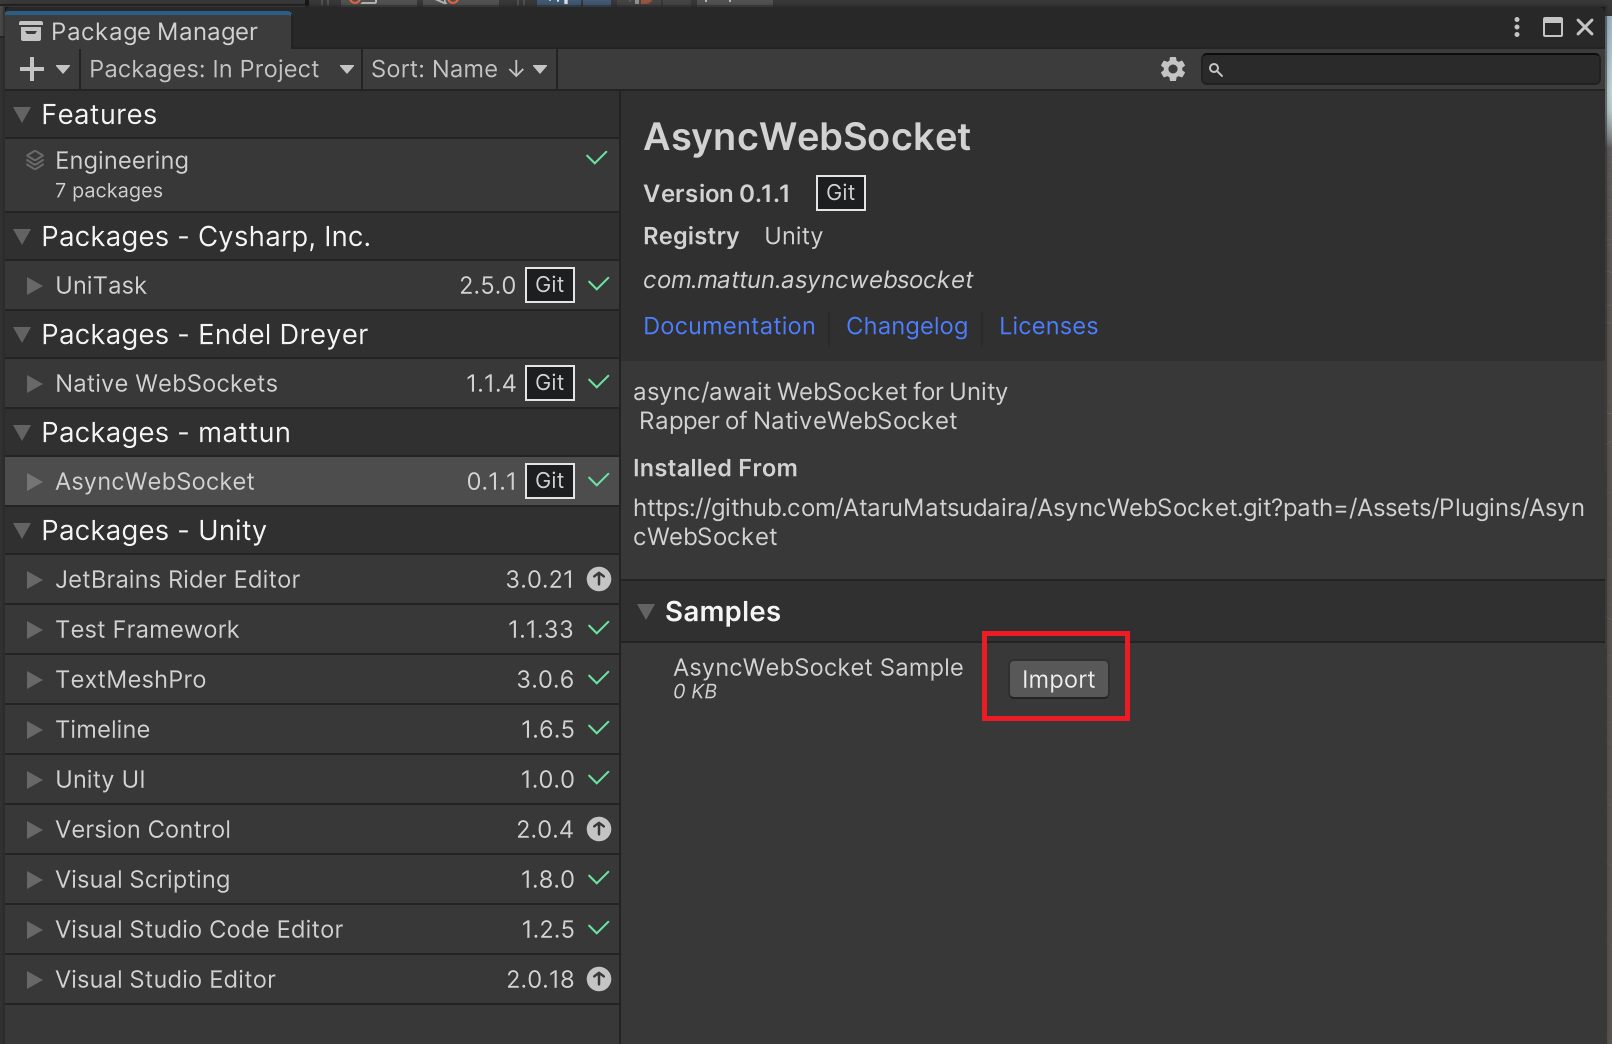 Package Manager
Packages: In Project
Sort: Name ↓
Features
Engineering
7 packages
Packages - Cysharp, Inc.
UniTask 2.5.0 Git
Packages - Endel Dreyer
Native WebSockets 1.1.4 Git
Packages - mattun
AsyncWebSocket 0.1.1 Git
Packages - Unity
JetBrains Rider Editor 3.0.21
Test Framework 1.1.33
TextMeshPro 3.0.6
Timeline 1.6.5
Unity UI 1.0.0
Version Control 2.0.4
Visual Scripting 1.8.0
Visual Studio Code Editor 1.2.5
Visual Studio Editor 2.0.18
AsyncWebSocket
Version 0.1.1 Git
Registry Unity
com.mattun.asyncwebsocket
Documentation Changelog Licenses
async/await WebSocket for Unity
Rapper of NativeWebSocket
Installed From
https://github.com/AtaruMatsudaira/AsyncWebSocket.git?path=/Assets/Plugins/Asyn
cWebSocket
Samples
AsyncWebSocket Sample
0 KB
Import